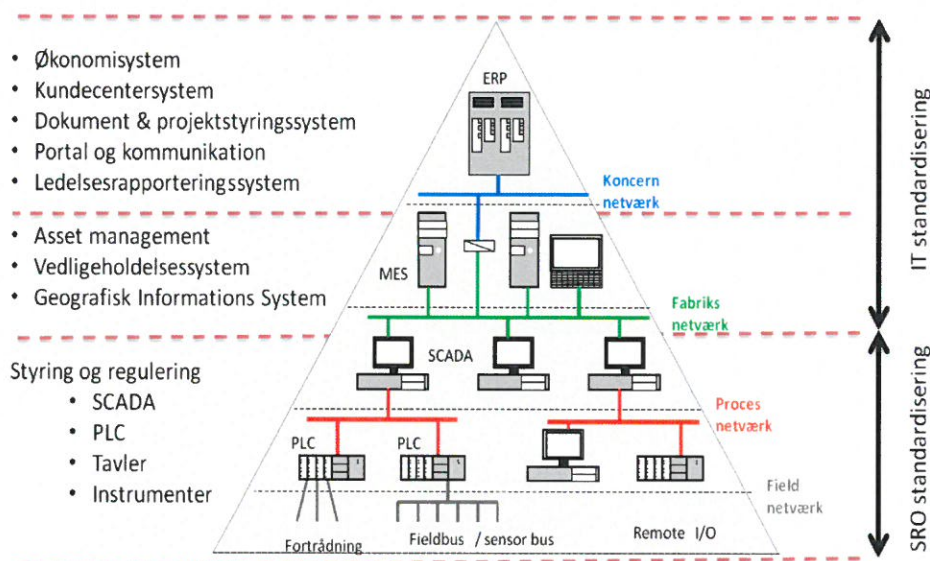 • Økonomisystem
• Kundecentersystem
• Dokument & projektstyringssystem
• Portal og kommunikation
• Ledelsesrapporteringssystem
• Asset management
• Vedligeholdelsessystem
• Geografisk Informations System
Styring og regulering
• SCADA
• PLC
• Tavler
• Instrumenter
ERP
Koncern
netværk
MES
Fabriks
netværk
SCADA
Proces
netværk
PLC
PLC
Field
netværk
Fortrådning
Fieldbus / sensor bus
Remote I/O
IT standardisering
SRO standardisering